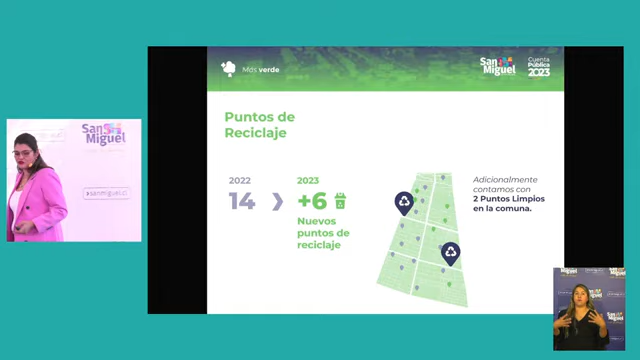 Más verde
San
Miguel
Cuenta
Pública
2023
Puntos de
Reciclaje
2022
14
2023
+6
Nuevos
puntos de
reciclaje
Adicionalmente
contamos con
2 Puntos Limpios
en la comuna.
San
Miguel
sanmiguel.cl
Miguel